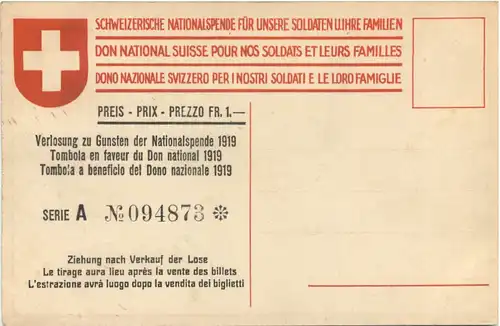 SCHWEIZERISCHE NATIONALSPENDE FÜR UNSERE SOLDATEN U.IHRE FAMILIEN
DON NATIONAL SUISSE POUR NOS SOLDATS ET LEURS FAMILLES
DONO NAZIONALE SVIZZERO PER I NOSTRI SOLDATI E LE LORO FAMIGLIE
PREIS - PRIX - PREZZO FR. 1.—
Verlosung zu Gunsten der Nationalspende 1919
Tombola en faveur du Don national 1919
Tombola a beneficio del Dono nazionale 1919
SERIE A № 094873 ❊
Ziehung nach Verkauf der Lose
Le tirage aura lieu après la vente des billets
L'estrazione avrà luogo dopo la vendita dei biglietti